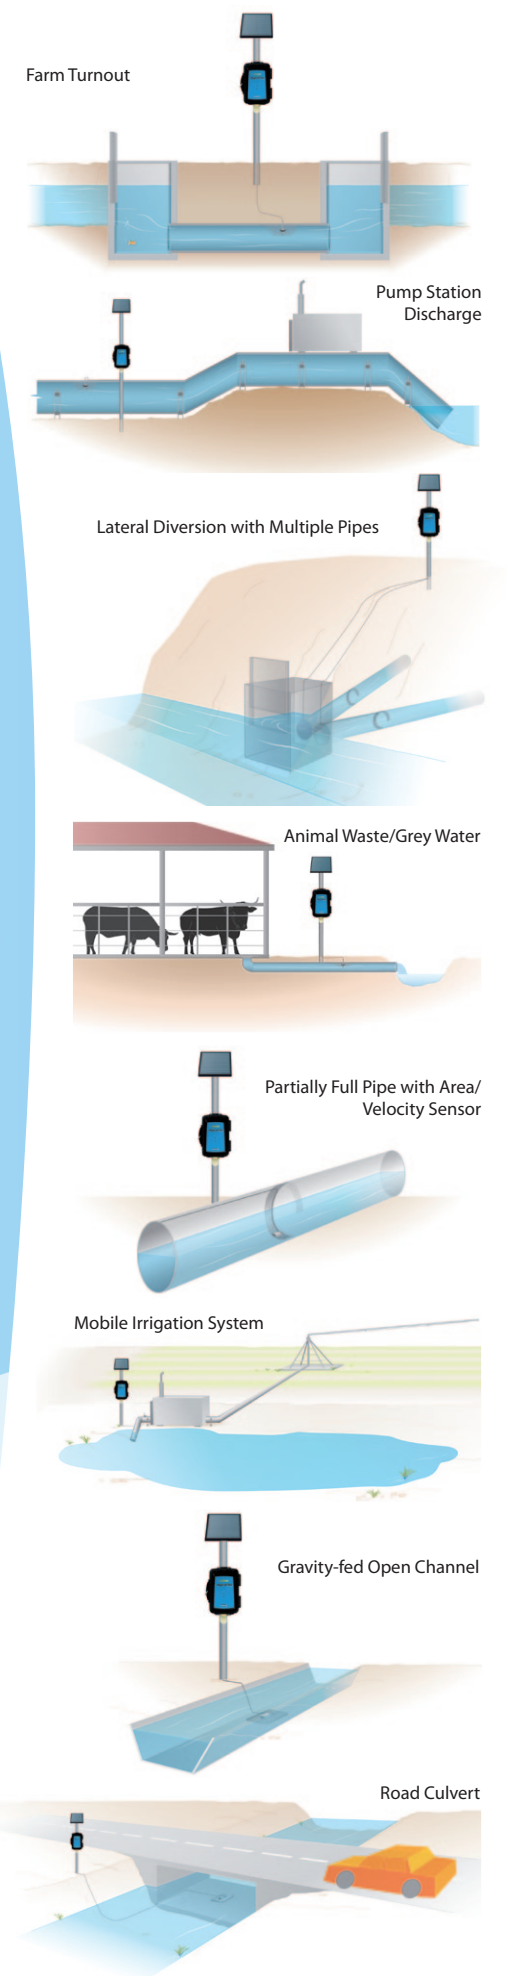 Farm Turnout
Pump Station
Discharge
Lateral Diversion with Multiple Pipes
Animal Waste/Grey Water
Partially Full Pipe with Area/
Velocity Sensor
Mobile Irrigation System
Gravity-fed Open Channel
Road Culvert